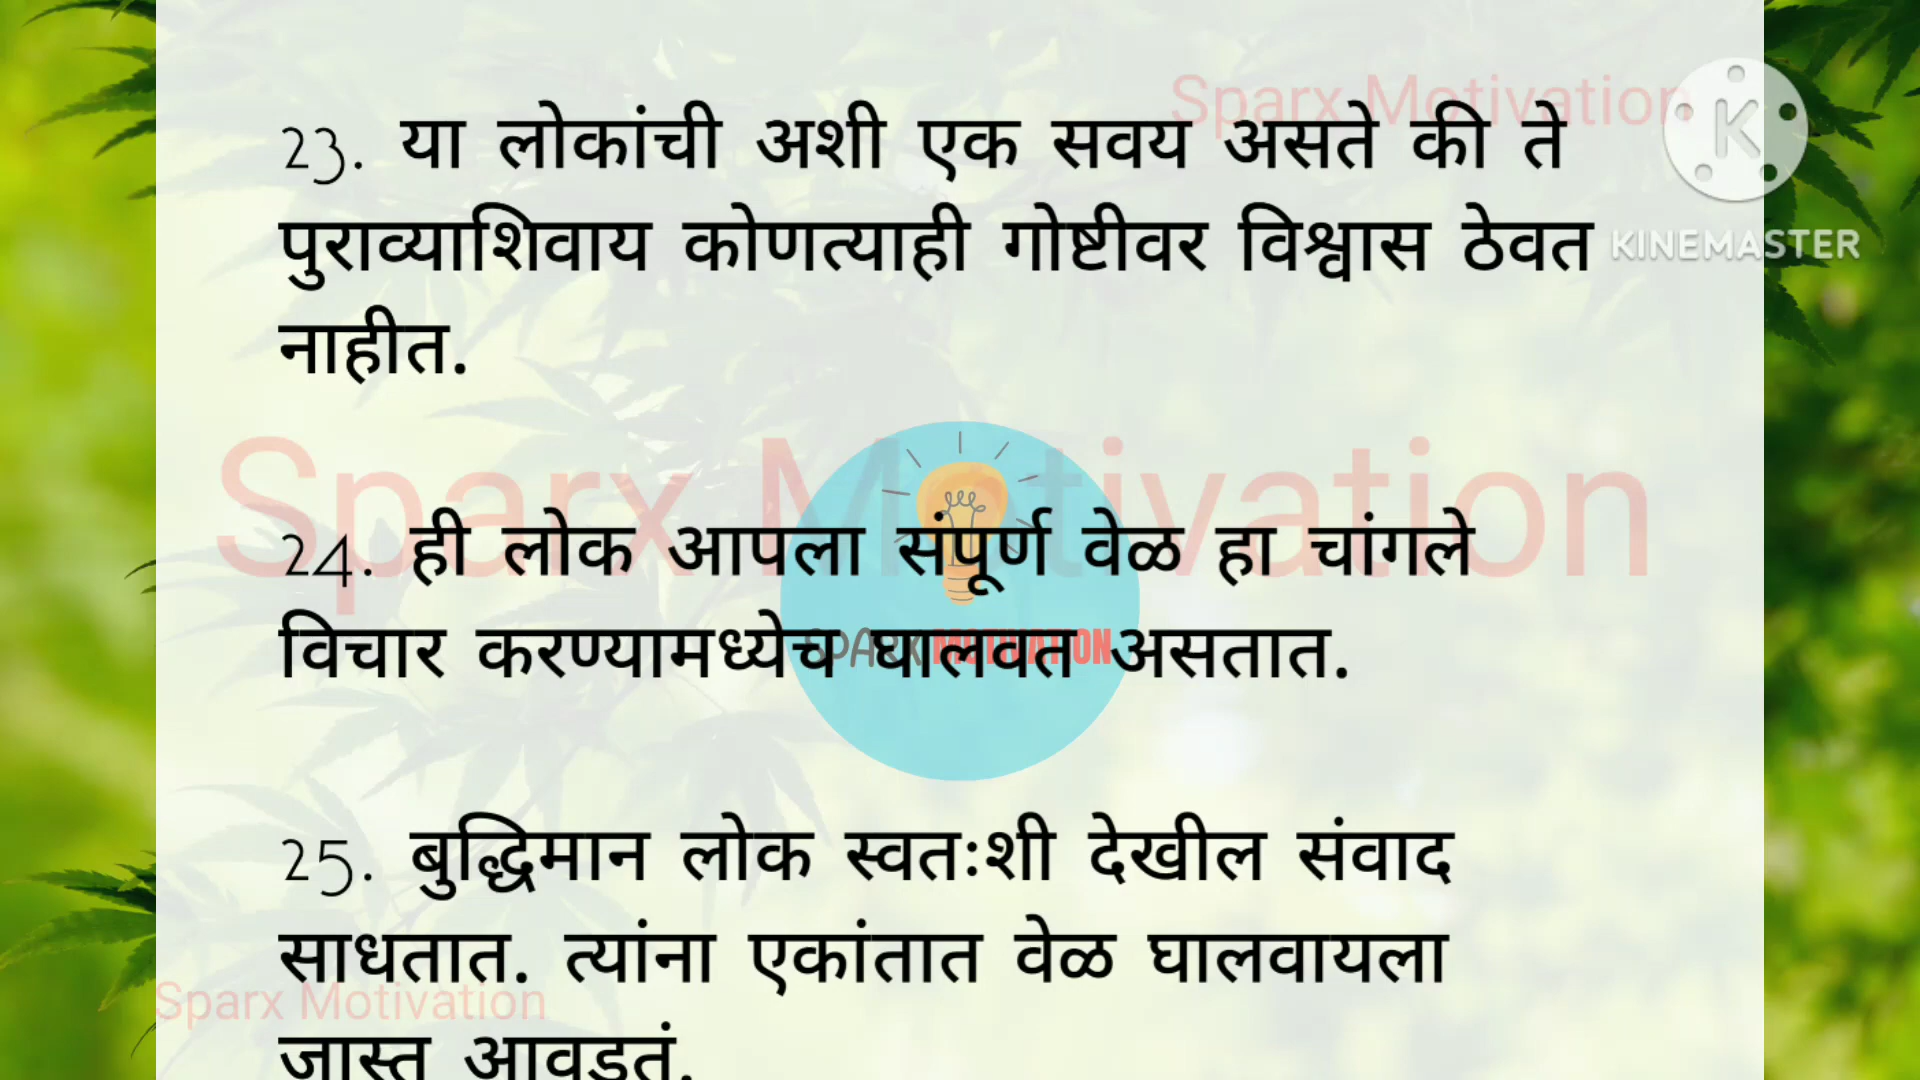 Sparx Motivation
23. या लोकांची अशी एक सवय असते की ते
K
पुराव्याशिवाय कोणत्याही गोष्टीवर विश्वास ठेवत
KINEMASTER
नाहीत.
Sparx Motivation
24. ही लोक आपला संपूर्ण वेळ हा चांगले
विचार करण्यामध्येच घालवत असतात.
SPARX MOTIVATION
25. बुद्धिमान लोक स्वतःशी देखील संवाद
साधतात. त्यांना एकांतात वेळ घालवायला
Sparx Motivation
जास्त आवडतं.